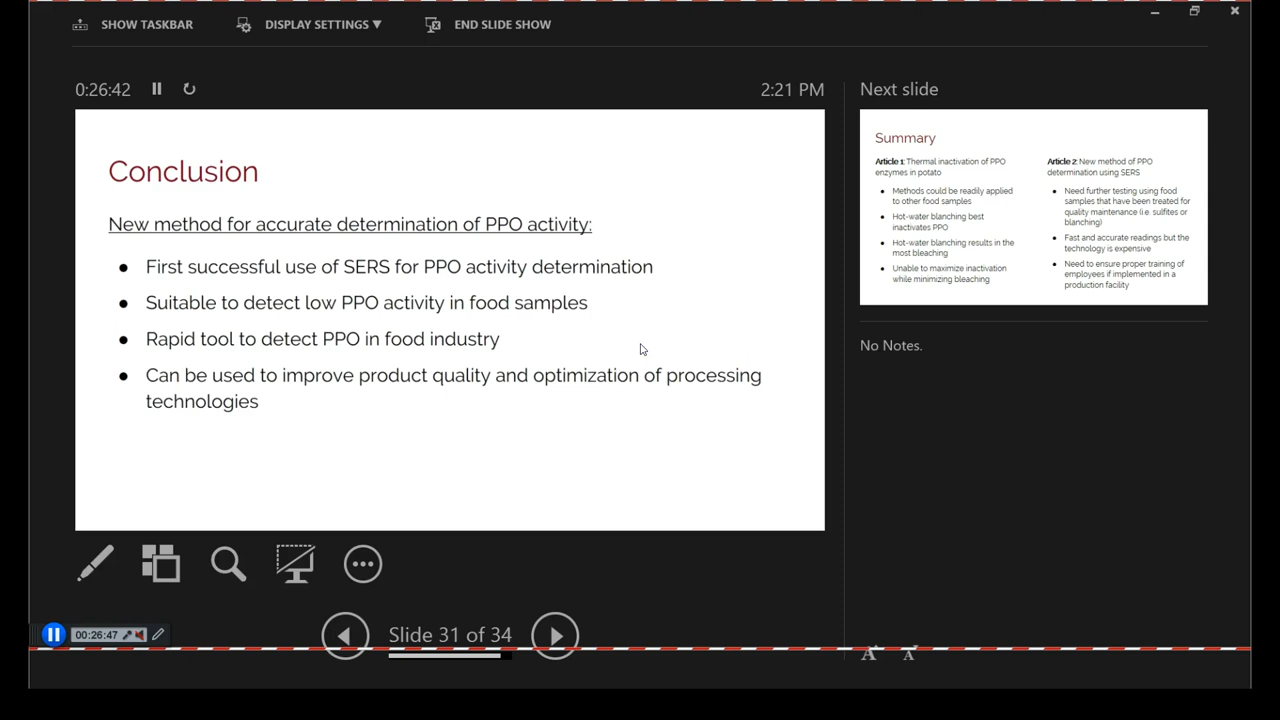 SHOW TASKBAR
DISPLAY SETTINGS ▼
END SLIDE SHOW
0:26:42
2:21 PM
Conclusion
New method for accurate determination of PPO activity:
● First successful use of SERS for PPO activity determination
● Suitable to detect low PPO activity in food samples
● Rapid tool to detect PPO in food industry
● Can be used to improve product quality and optimization of processing
technologies
Next slide
Summary
Article 1: Thermal inactivation of PPO
enzymes in potato
● Methods could be readily applied
to other food samples
● Hot-water blanching best
inactivates PPO
● Hot-water blanching results in the
most bleaching
● Unable to maximize inactivation
while minimizing bleaching
Article 2: New method of PPO
determination using SERS
● Need further testing using food
samples that have been treated for
quality maintenance (i.e. sulfites or
blanching)
● Fast and accurate readings but the
technology is expensive
● Need to ensure proper training of
employees if implemented in a
production facility
No Notes.
00:26:47
Slide 31 of 34
A A